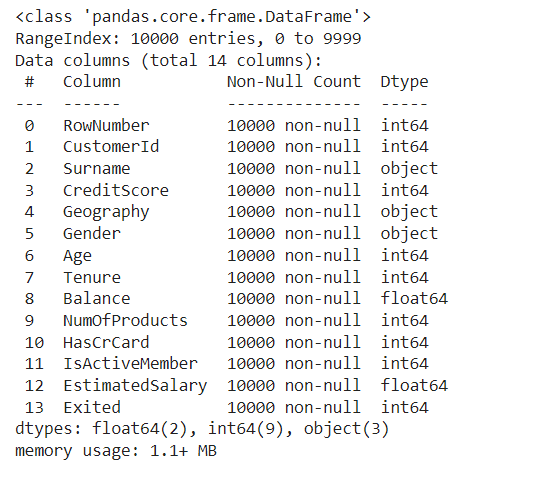 <class 'pandas.core.frame.DataFrame'>
RangeIndex: 10000 entries, 0 to 9999
Data columns (total 14 columns):
 #   Column           Non-Null Count  Dtype
---  ------           --------------  -----
 0   RowNumber        10000 non-null  int64
 1   CustomerId       10000 non-null  int64
 2   Surname          10000 non-null  object
 3   CreditScore      10000 non-null  int64
 4   Geography        10000 non-null  object
 5   Gender           10000 non-null  object
 6   Age              10000 non-null  int64
 7   Tenure           10000 non-null  int64
 8   Balance          10000 non-null  float64
 9   NumOfProducts    10000 non-null  int64
 10  HasCrCard        10000 non-null  int64
 11  IsActiveMember   10000 non-null  int64
 12  EstimatedSalary  10000 non-null  float64
 13  Exited           10000 non-null  int64
dtypes: float64(2), int64(9), object(3)
memory usage: 1.1+ MB